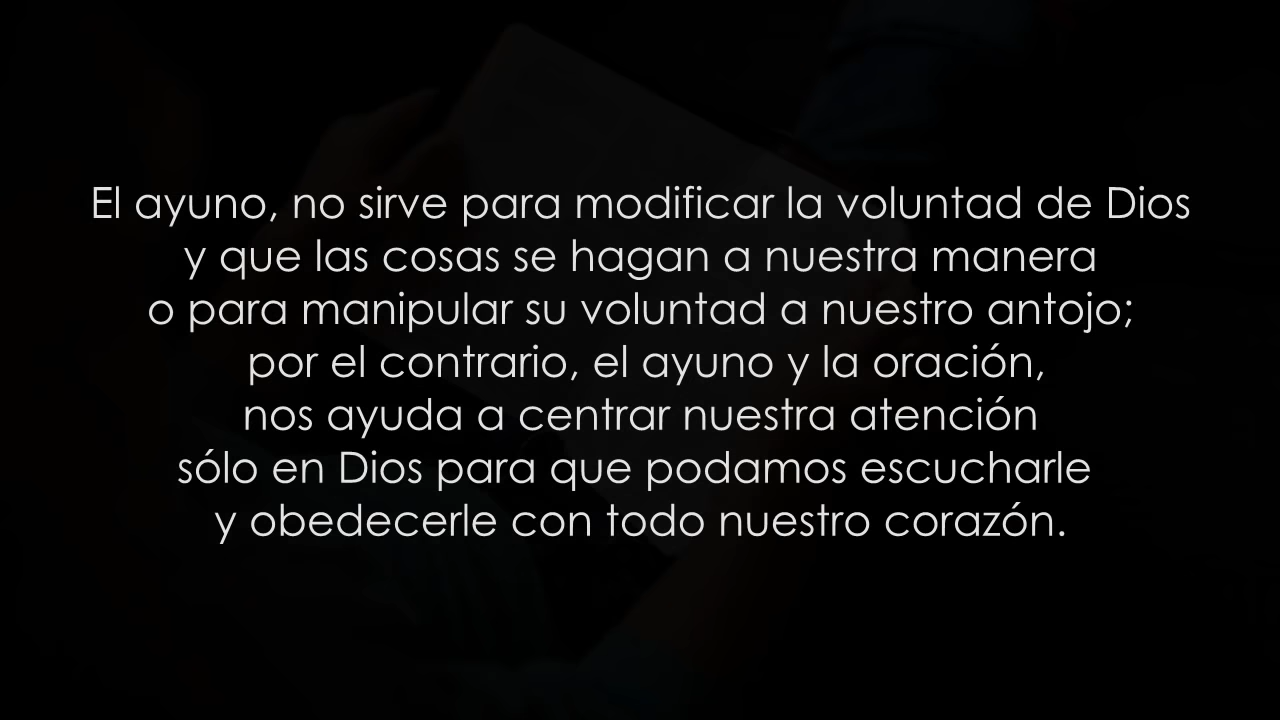 El ayuno, no sirve para modificar la voluntad de Dios
y que las cosas se hagan a nuestra manera
o para manipular su voluntad a nuestro antojo;
por el contrario, el ayuno y la oración,
nos ayuda a centrar nuestra atención
sólo en Dios para que podamos escucharle
y obedecerle con todo nuestro corazón.